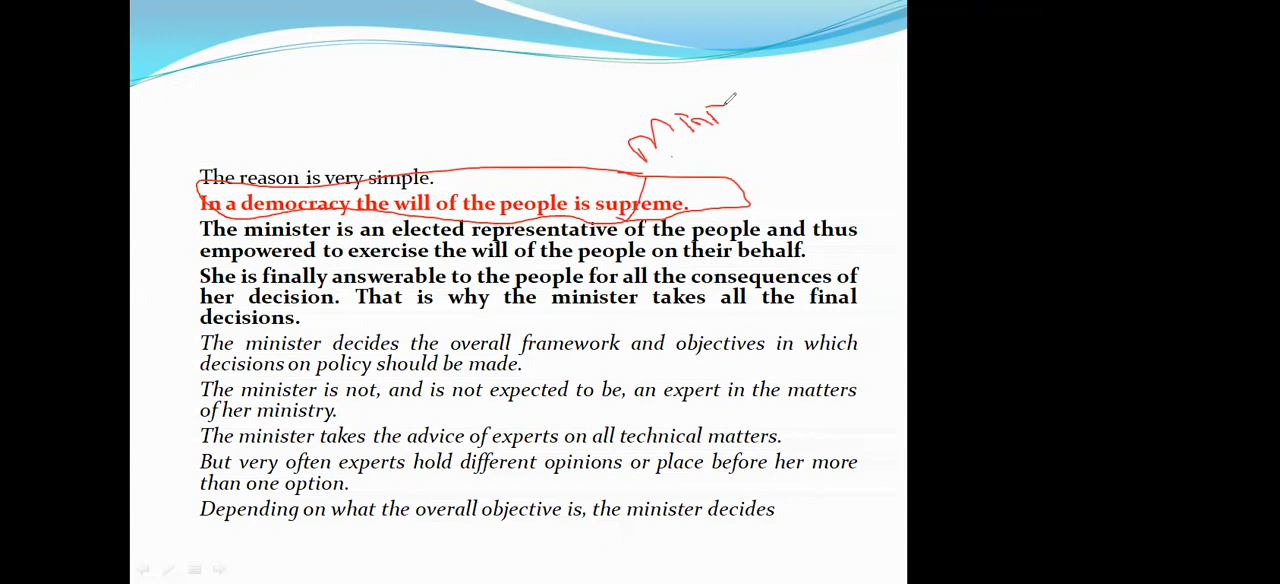 Mini
The reason is very simple.
In a democracy the will of the people is supreme.
The minister is an elected representative of the people and thus
empowered to exercise the will of the people on their behalf.
She is finally answerable to the people for all the consequences of
her decision. That is why the minister takes all the final
decisions.
The minister decides the overall framework and objectives in which
decisions on policy should be made.
The minister is not, and is not expected to be, an expert in the matters
of her ministry.
The minister takes the advice of experts on all technical matters.
But very often experts hold different opinions or place before her more
than one option.
Depending on what the overall objective is, the minister decides